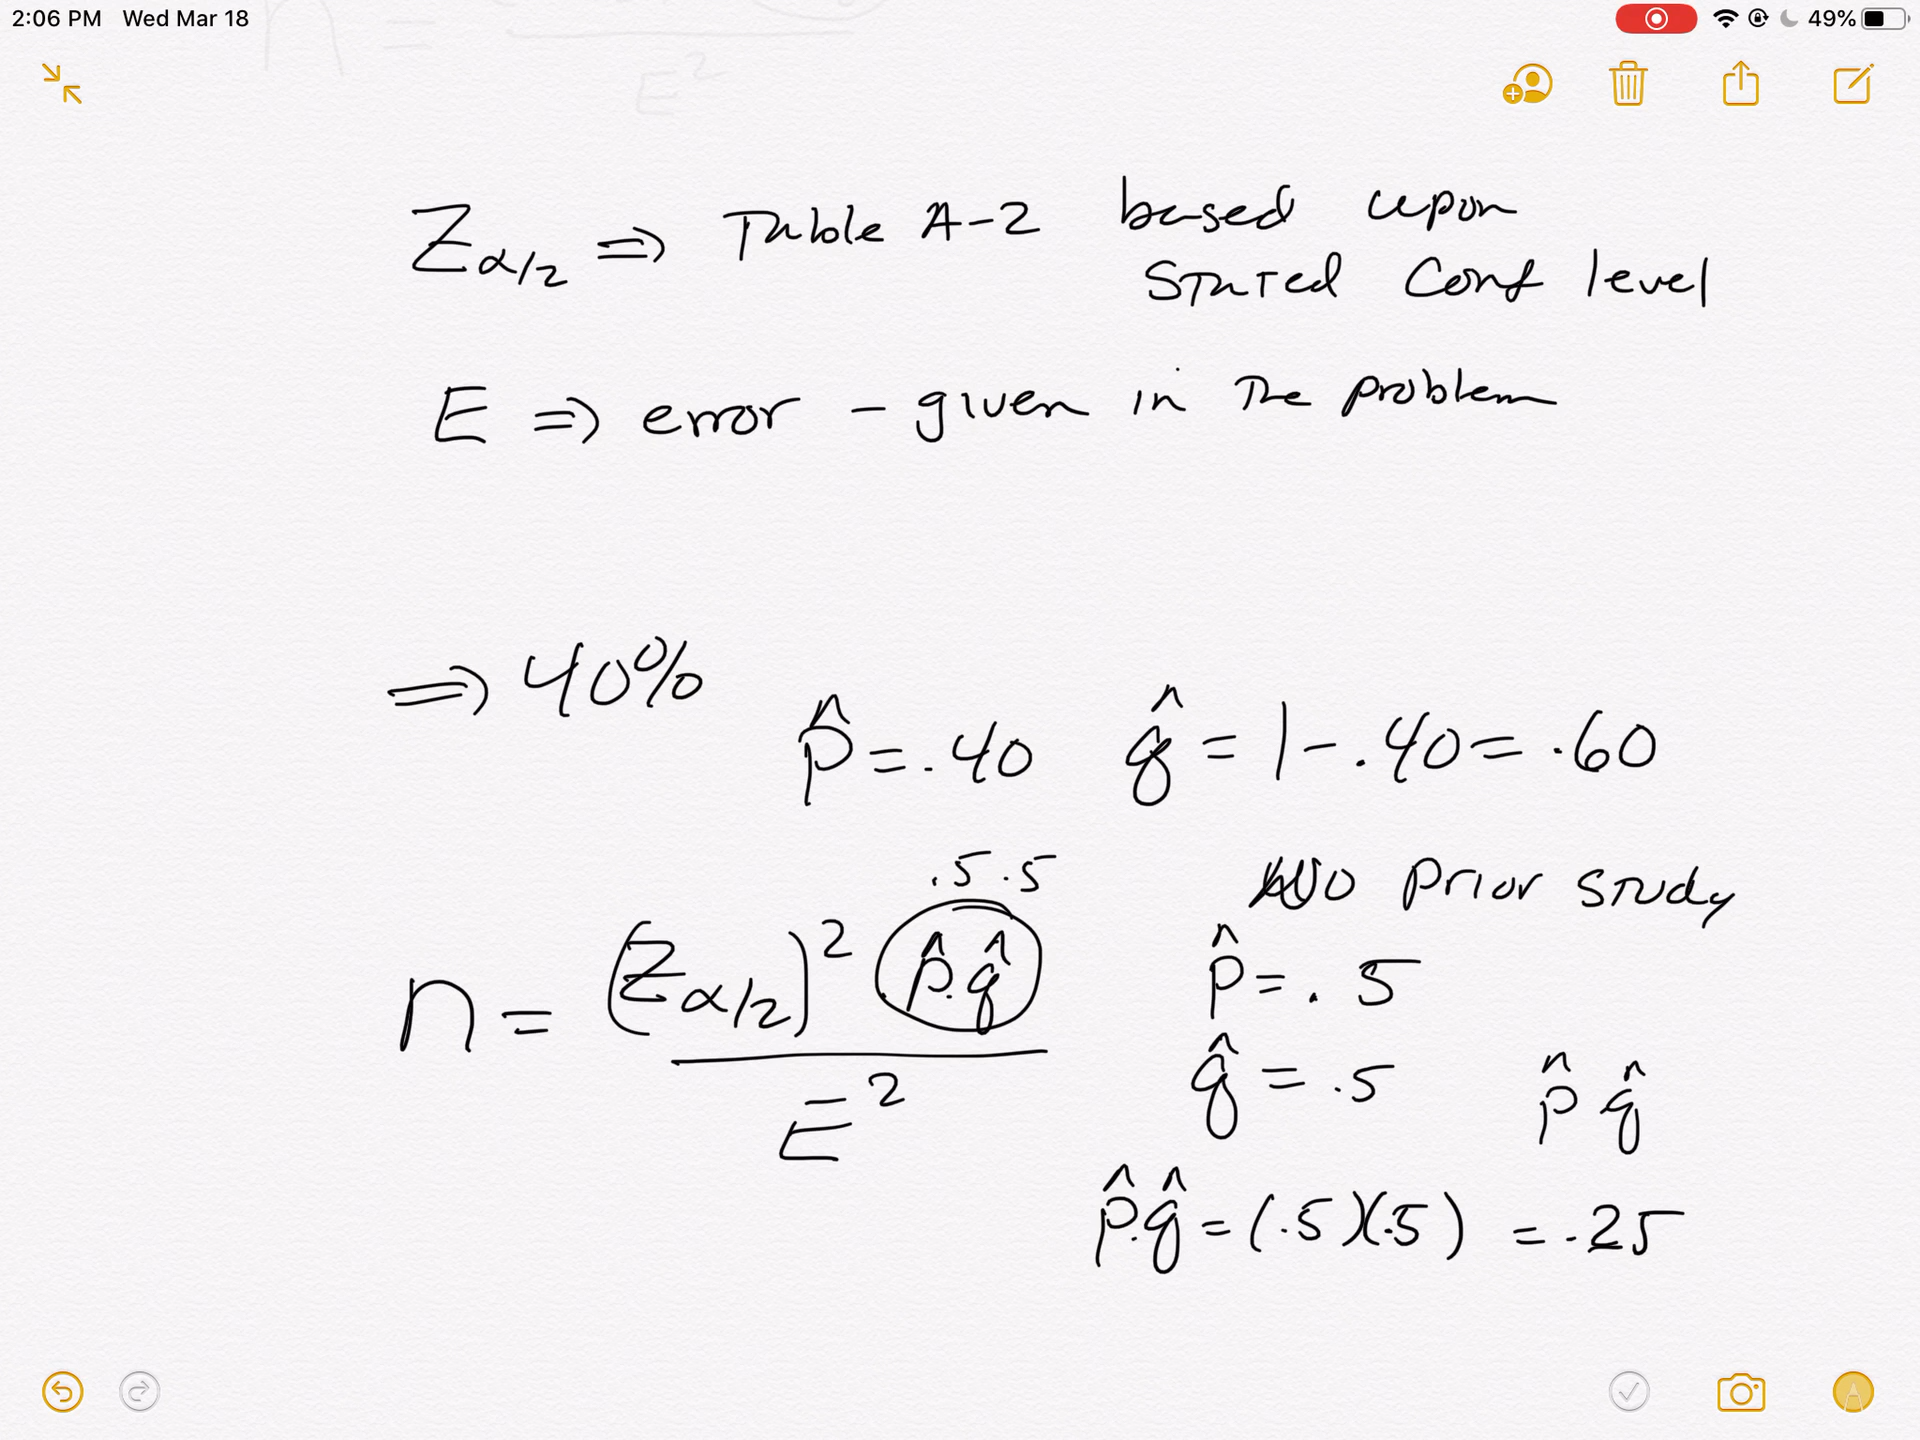 2:06 PM Wed Mar 18
49%
n =
E²
Zα/2 ⇒ Table A-2 based upon
stated conf level
E ⇒ error - given in the problem
⇒ 40%
p̂ = .40 q̂ = 1 - .40 = .60
.5 · .5
No prior study
n = (Zα/2)² p̂·q̂
E²
p̂ = .5
q̂ = .5
p̂ q̂
p̂·q̂ = (.5)(.5) = .25